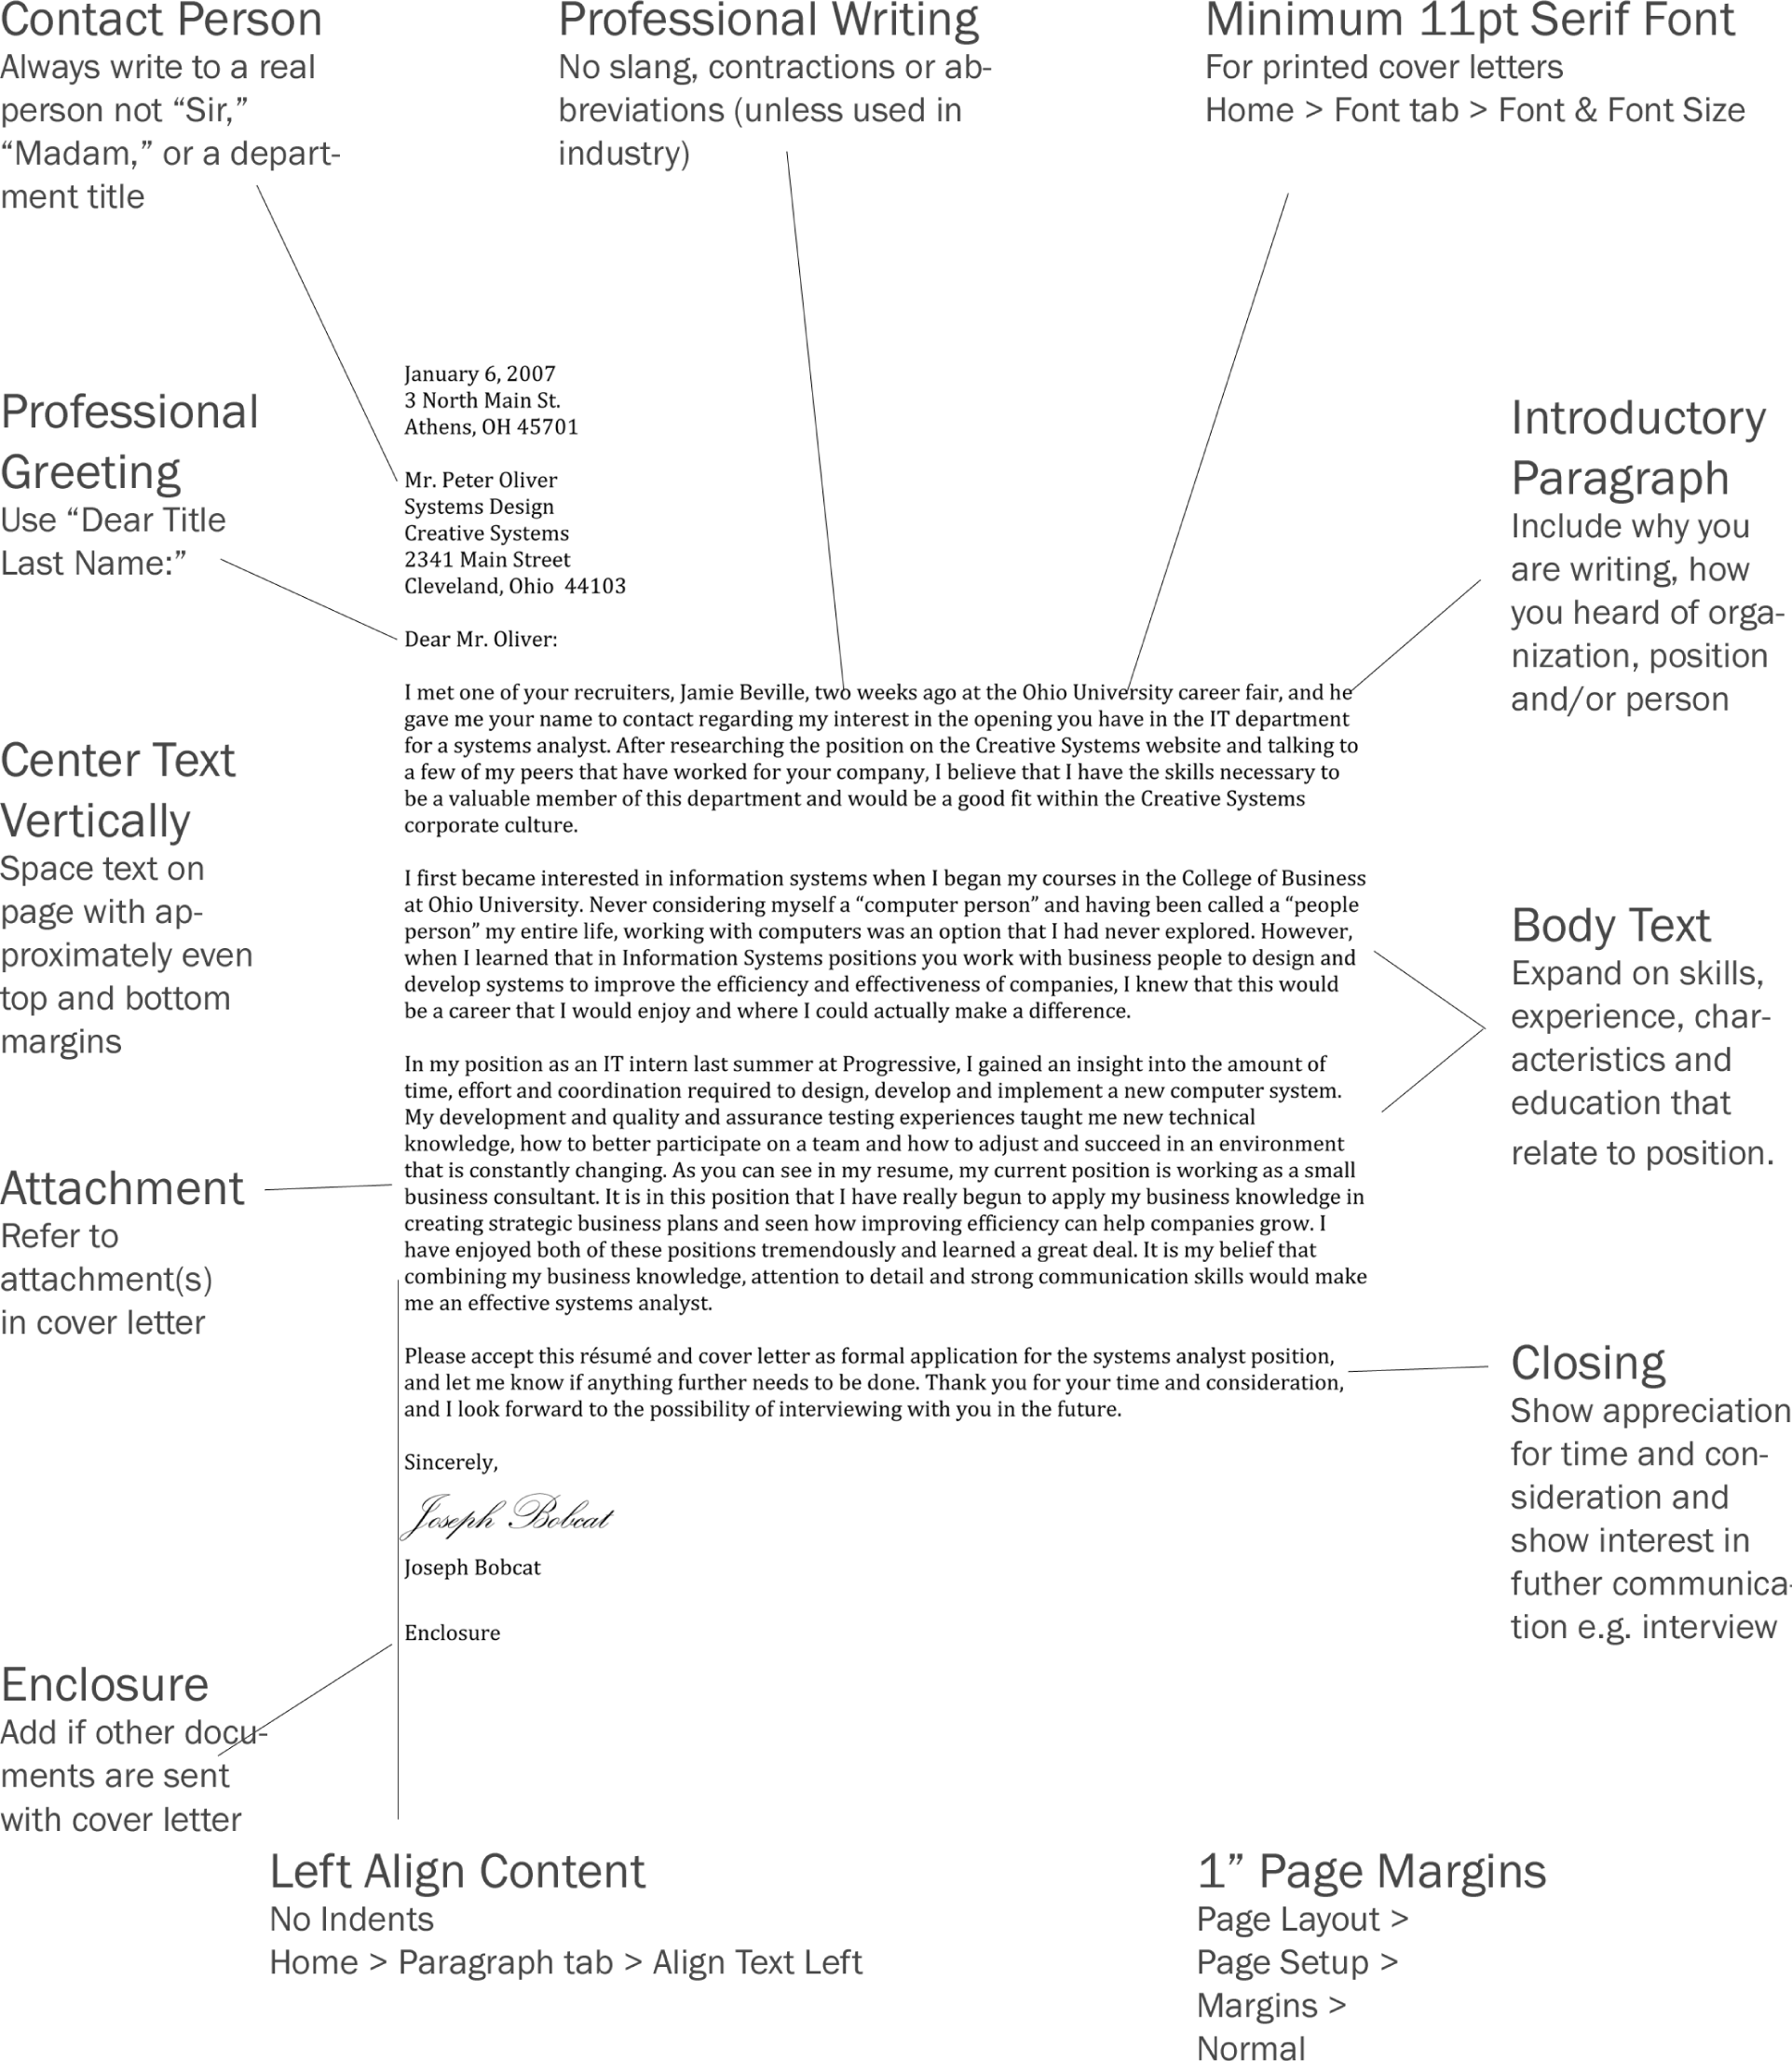 Contact Person
Always write to a real
person not “Sir,”
“Madam,” or a depart-
ment title
Professional Writing
No slang, contractions or ab-
breviations (unless used in
industry)
Minimum 11pt Serif Font
For printed cover letters
Home > Font tab > Font & Font Size
Professional
Greeting
Use “Dear Title
Last Name:”
Center Text
Vertically
Space text on
page with ap-
proximately even
top and bottom
margins
Attachment
Refer to
attachment(s)
in cover letter
Enclosure
Add if other docu-
ments are sent
with cover letter
January 6, 2007
3 North Main St.
Athens, OH 45701
Mr. Peter Oliver
Systems Design
Creative Systems
2341 Main Street
Cleveland, Ohio  44103
Dear Mr. Oliver:
I met one of your recruiters, Jamie Beville, two weeks ago at the Ohio University career fair, and he
gave me your name to contact regarding my interest in the opening you have in the IT department
for a systems analyst. After researching the position on the Creative Systems website and talking to
a few of my peers that have worked for your company, I believe that I have the skills necessary to
be a valuable member of this department and would be a good fit within the Creative Systems
corporate culture.
I first became interested in information systems when I began my courses in the College of Business
at Ohio University. Never considering myself a “computer person” and having been called a “people
person” my entire life, working with computers was an option that I had never explored. However,
when I learned that in Information Systems positions you work with business people to design and
develop systems to improve the efficiency and effectiveness of companies, I knew that this would
be a career that I would enjoy and where I could actually make a difference.
In my position as an IT intern last summer at Progressive, I gained an insight into the amount of
time, effort and coordination required to design, develop and implement a new computer system.
My development and quality and assurance testing experiences taught me new technical
knowledge, how to better participate on a team and how to adjust and succeed in an environment
that is constantly changing. As you can see in my resume, my current position is working as a small
business consultant. It is in this position that I have really begun to apply my business knowledge in
creating strategic business plans and seen how improving efficiency can help companies grow. I
have enjoyed both of these positions tremendously and learned a great deal. It is my belief that
combining my business knowledge, attention to detail and strong communication skills would make
me an effective systems analyst.
Please accept this résumé and cover letter as formal application for the systems analyst position,
and let me know if anything further needs to be done. Thank you for your time and consideration,
and I look forward to the possibility of interviewing with you in the future.
Sincerely,
Joseph Bobcat
Joseph Bobcat
Enclosure
Introductory
Paragraph
Include why you
are writing, how
you heard of orga-
nization, position
and/or person
Body Text
Expand on skills,
experience, char-
acteristics and
education that
relate to position.
Closing
Show appreciation
for time and con-
sideration and
show interest in
futher communica-
tion e.g. interview
Left Align Content
No Indents
Home > Paragraph tab > Align Text Left
1” Page Margins
Page Layout >
Page Setup >
Margins >
Normal